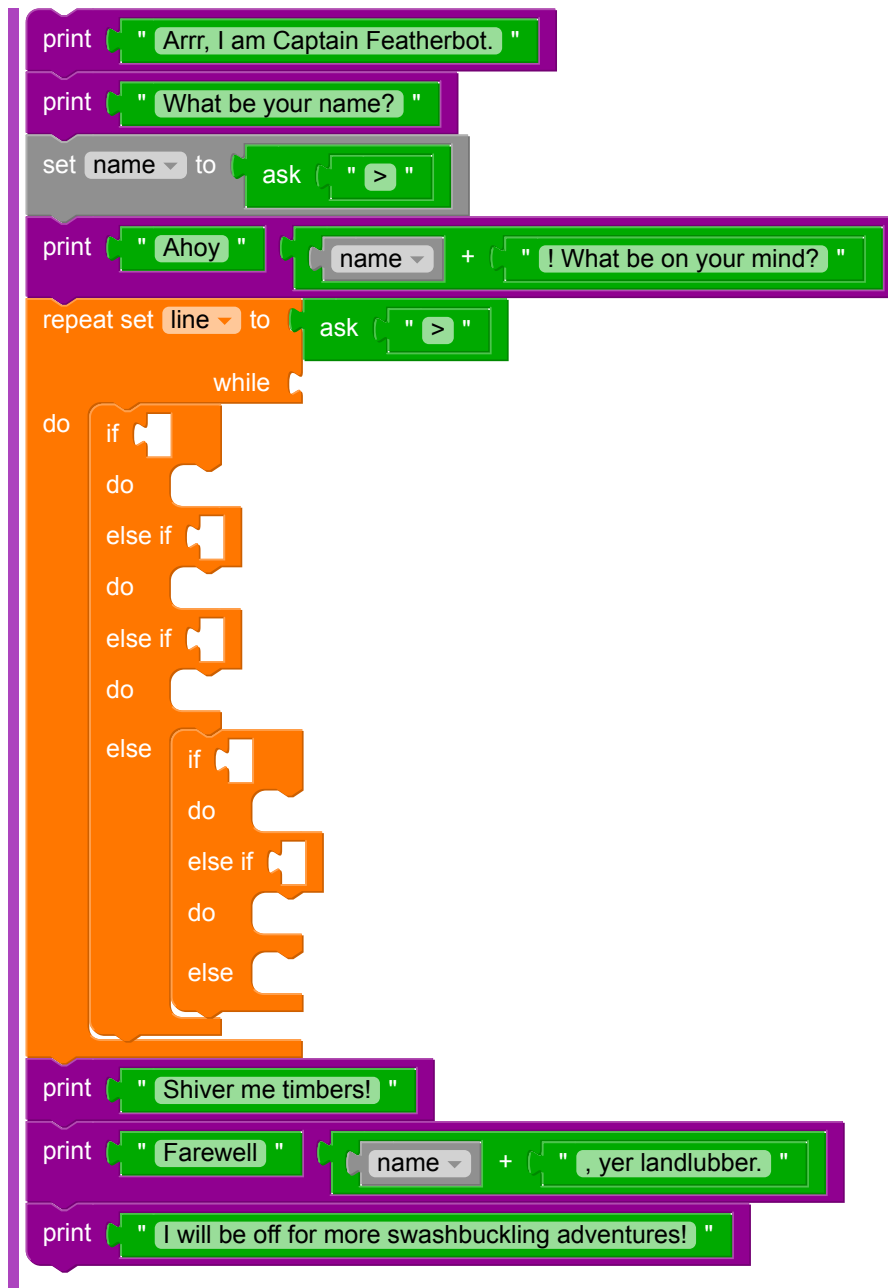 print " Arrr, I am Captain Featherbot. "
print " What be your name? "
set name to ask " > "
print " Ahoy " name + " ! What be on your mind? "
repeat set line to ask " > "
while
do if
do
else if
do
else if
do
else if
do
else if
do
else
print " Shiver me timbers! "
print " Farewell " name + " , yer landlubber. "
print " I will be off for more swashbuckling adventures! "